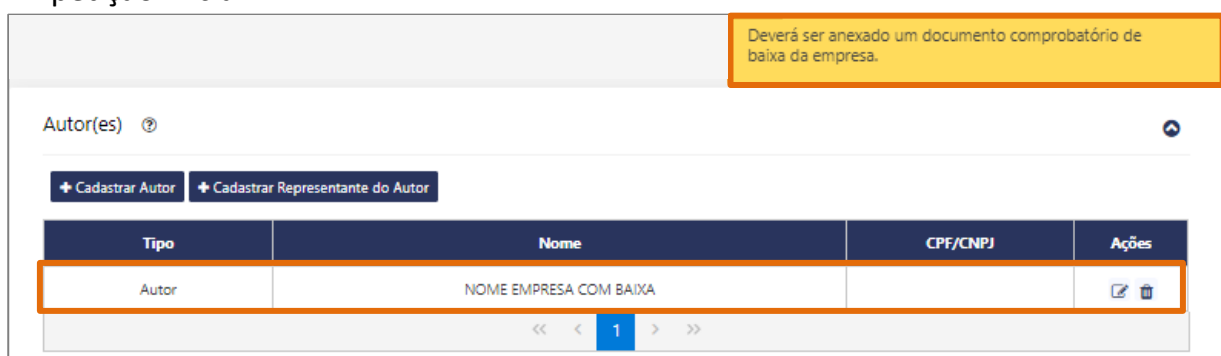 Deverá ser anexado um documento comprobatório de
baixa da empresa.
Autor(es) ?
+ Cadastrar Autor + Cadastrar Representante do Autor
Tipo Nome CPF/CNPJ Ações
Autor NOME EMPRESA COM BAIXA
<< < 1 > >>